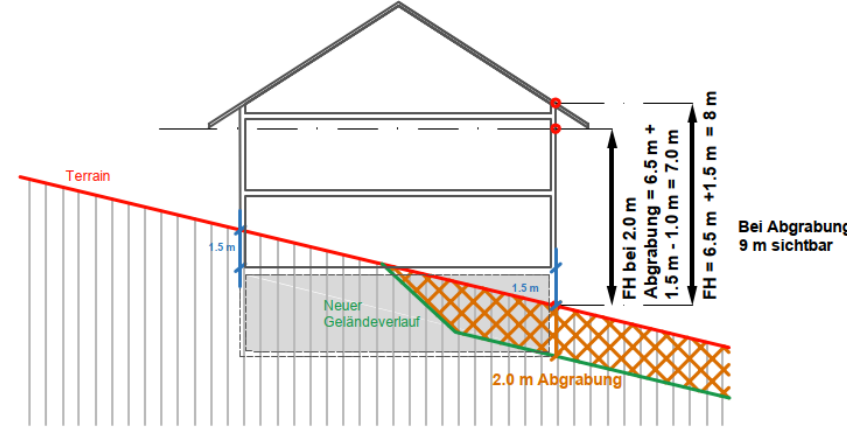 Terrain
1.5 m
1.5 m
Neuer
Geländeverlauf
2.0 m Abgrabung
FH bei 2.0 m
Abgrabung = 6.5 m +
1.5 m - 1.0 m = 7.0 m
FH = 6.5 m +1.5 m = 8 m
Bei Abgrabung
9 m sichtbar